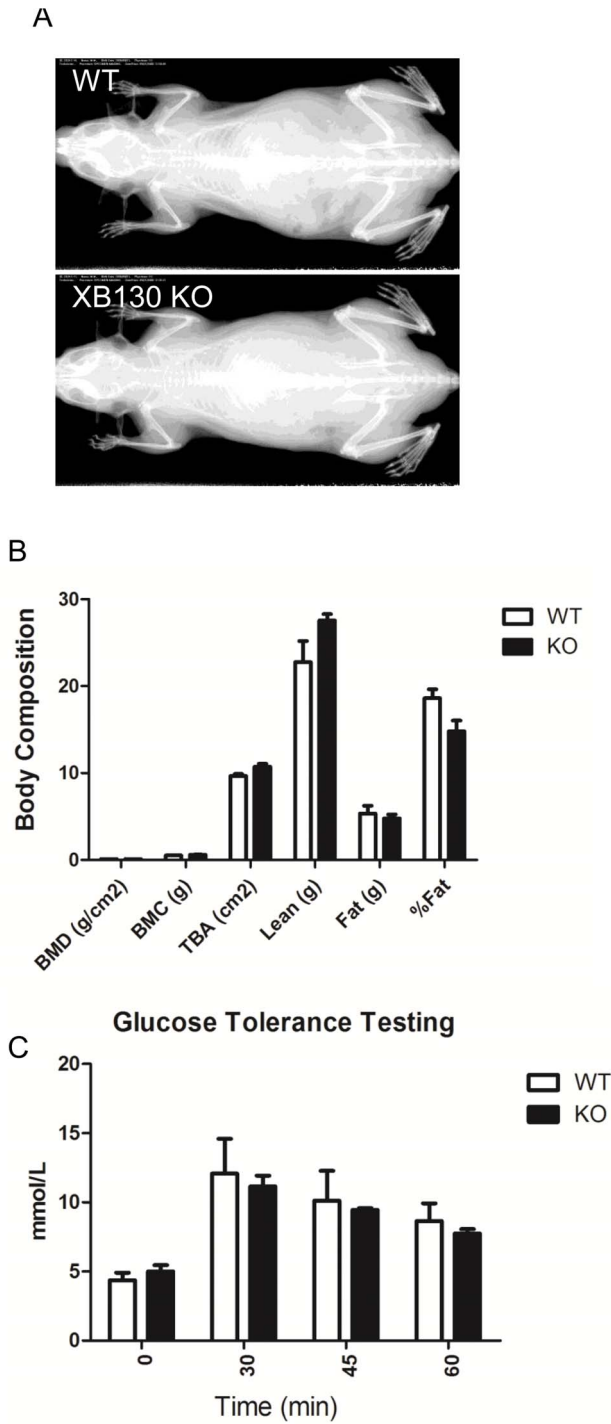 A
WT
XB130 KO
B
30
20
10
0
Body Composition
WT
KO
BMD (g/cm2)
BMC (g)
TBA (cm2)
Lean (g)
Fat (g)
%Fat
Glucose Tolerance Testing
C
20
15
10
5
0
mmol/L
WT
KO
0
30
45
60
Time (min)